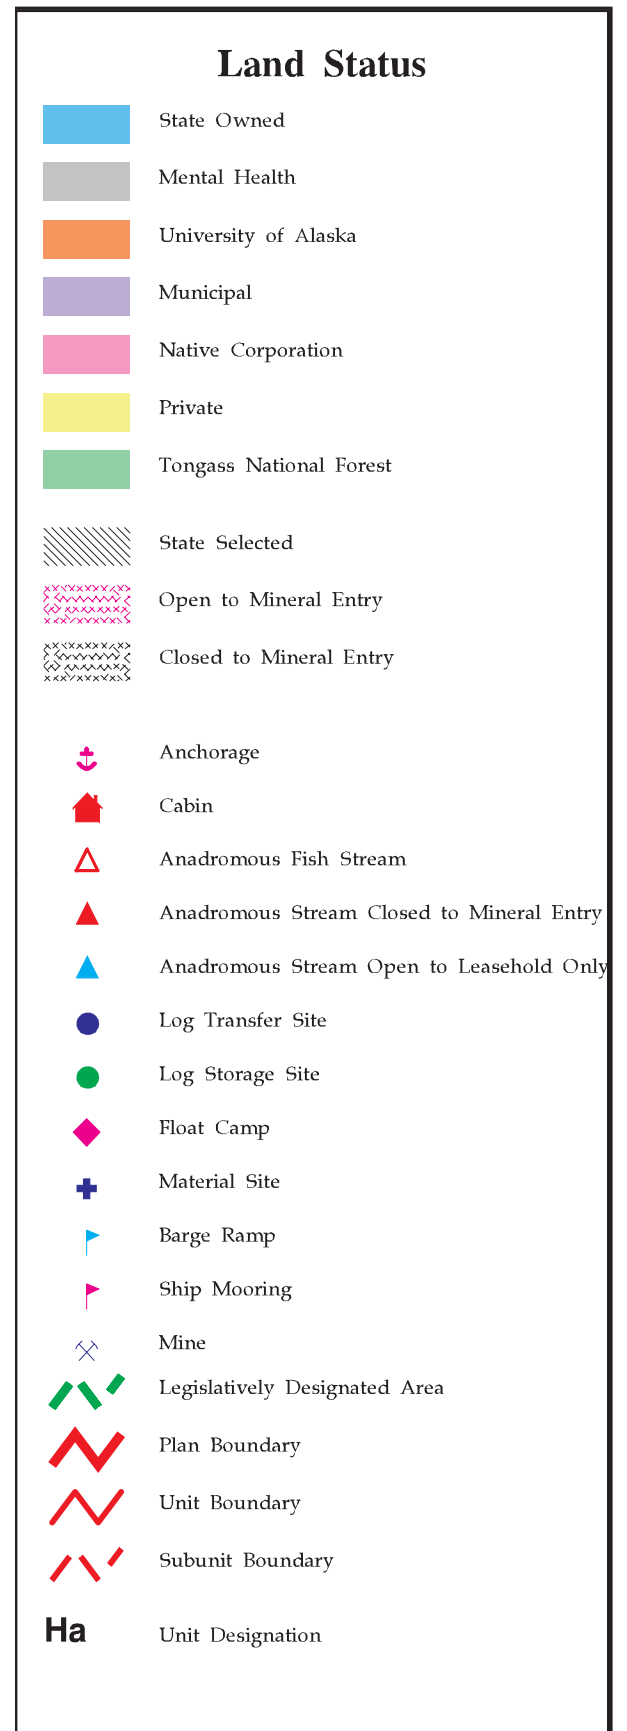 Land Status
State Owned
Mental Health
University of Alaska
Municipal
Native Corporation
Private
Tongass National Forest
State Selected
Open to Mineral Entry
Closed to Mineral Entry
Anchorage
Cabin
Anadromous Fish Stream
Anadromous Stream Closed to Mineral Entry
Anadromous Stream Open to Leasehold Only
Log Transfer Site
Log Storage Site
Float Camp
Material Site
Barge Ramp
Ship Mooring
Mine
Legislatively Designated Area
Plan Boundary
Unit Boundary
Subunit Boundary
Ha Unit Designation